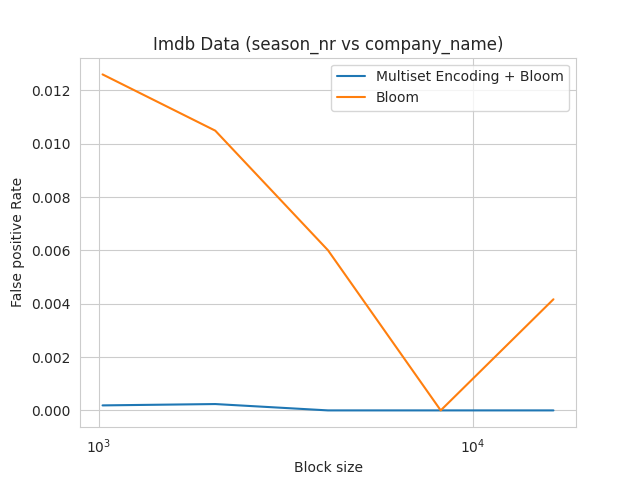 Imdb Data (season_nr vs company_name)
Multiset Encoding + Bloom
Bloom
False positive Rate
0.012
0.010
0.008
0.006
0.004
0.002
0.000
10³
10⁴
Block size